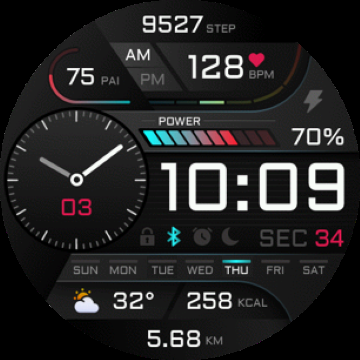 9527 STEP
AM
75 PAI
PM
128 BPM
POWER
70%
10:09
03
SEC 34
SUN MON TUE WED THU FRI SAT
32° 258 KCAL
5.68 KM